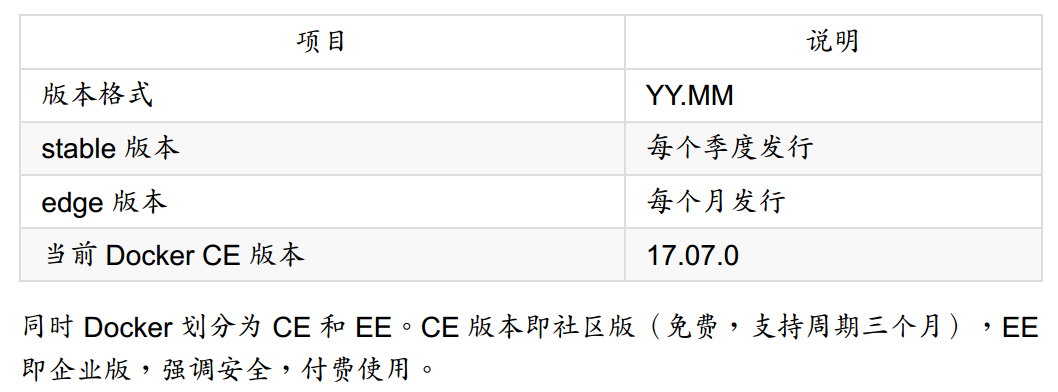 项目 说明
版本格式 YY.MM
stable 版本 每个季度发行
edge 版本 每个月发行
当前 Docker CE 版本 17.07.0
同时 Docker 划分为 CE 和 EE。CE 版本即社区版（免费，支持周期三个月），EE
即企业版，强调安全，付费使用。